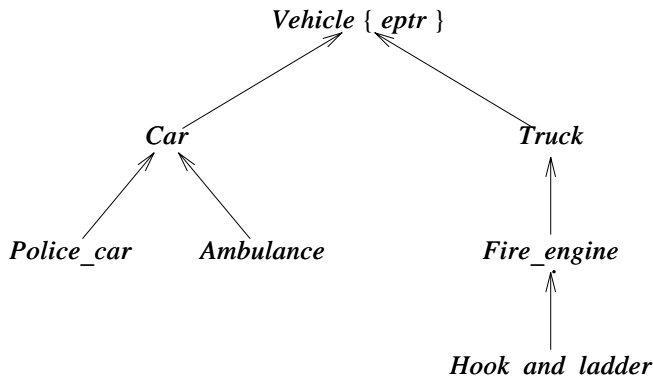 Vehicle { eptr }
Car Truck
Police_car Ambulance Fire_engine
Hook and ladder